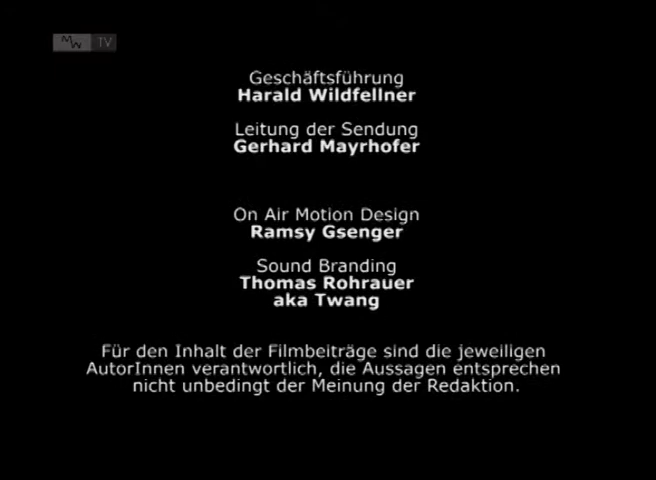 MW TV
Geschäftsführung
Harald Wildfellner
Leitung der Sendung
Gerhard Mayrhofer
On Air Motion Design
Ramsy Gsenger
Sound Branding
Thomas Rohrauer
aka Twang
Für den Inhalt der Filmbeiträge sind die jeweiligen
AutorInnen verantwortlich, die Aussagen entsprechen
nicht unbedingt der Meinung der Redaktion.